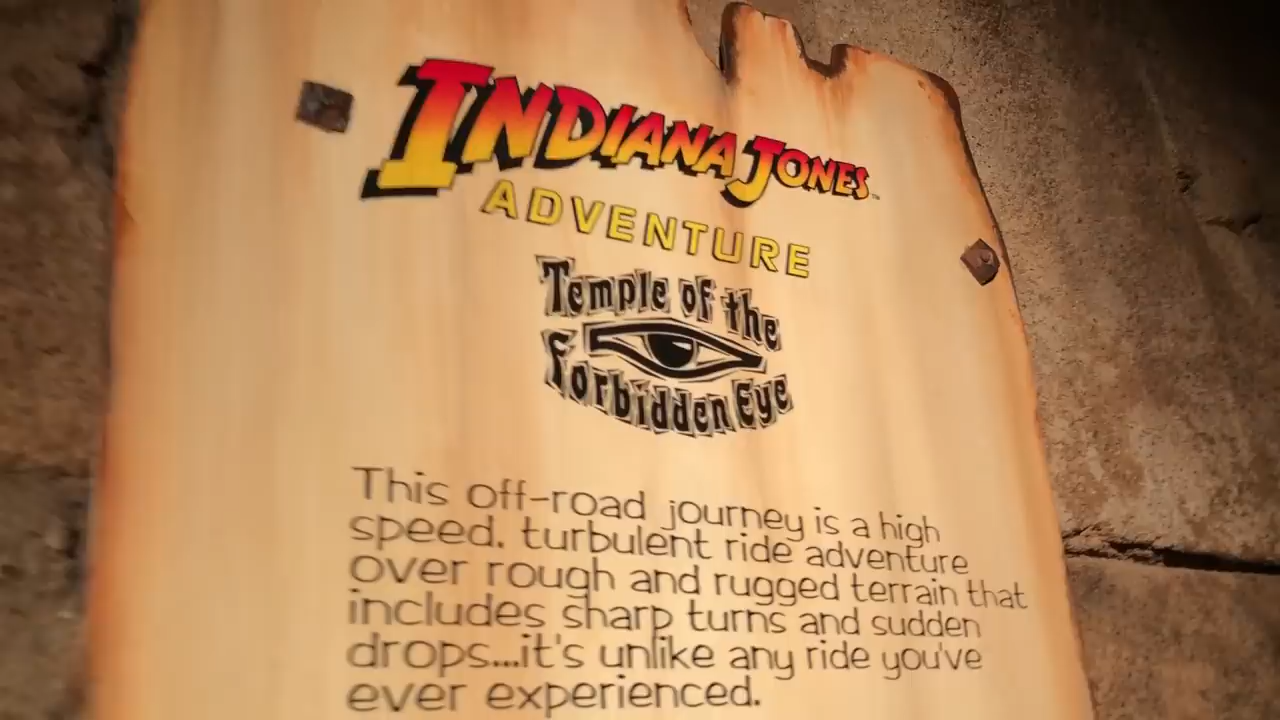 INDIANA JONES™
ADVENTURE
Temple of the
Forbidden Eye
This off-road journey is a high
speed. turbulent ride adventure
over rough and rugged terrain that
includes sharp turns and sudden
drops...it's unlike any ride you've
ever experienced.